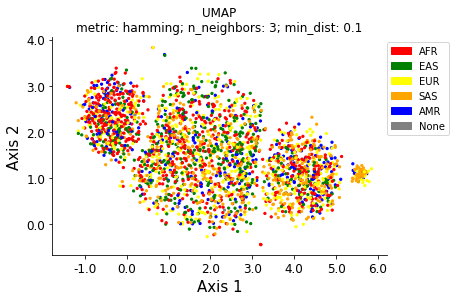 UMAP
metric: hamming; n_neighbors: 3; min_dist: 0.1
4.0
3.0
2.0
1.0
0.0
Axis 2
-1.0 0.0 1.0 2.0 3.0 4.0 5.0 6.0
Axis 1
AFR
EAS
EUR
SAS
AMR
None